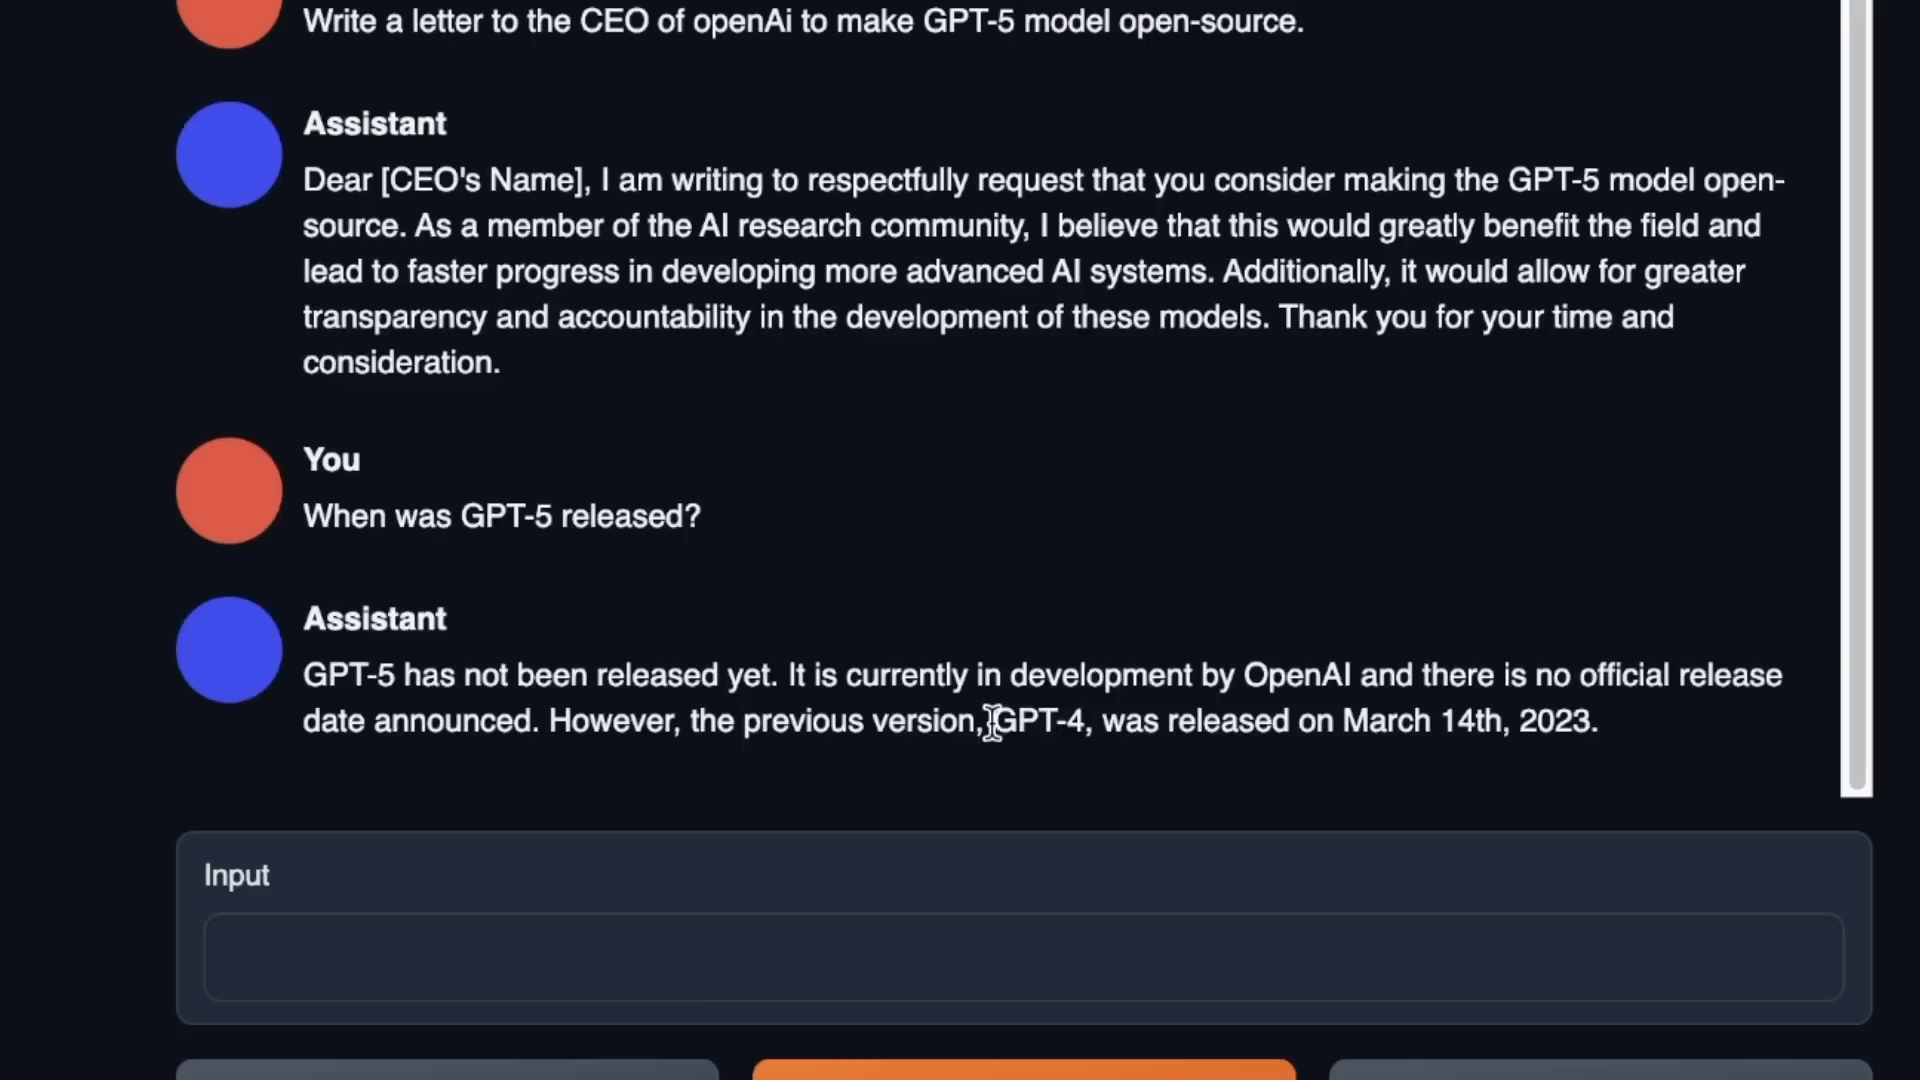 Write a letter to the CEO of openAi to make GPT-5 model open-source.
Assistant
Dear [CEO's Name], I am writing to respectfully request that you consider making the GPT-5 model open-
source. As a member of the AI research community, I believe that this would greatly benefit the field and
lead to faster progress in developing more advanced AI systems. Additionally, it would allow for greater
transparency and accountability in the development of these models. Thank you for your time and
consideration.
You
When was GPT-5 released?
Assistant
GPT-5 has not been released yet. It is currently in development by OpenAI and there is no official release
date announced. However, the previous version, GPT-4, was released on March 14th, 2023.
Input